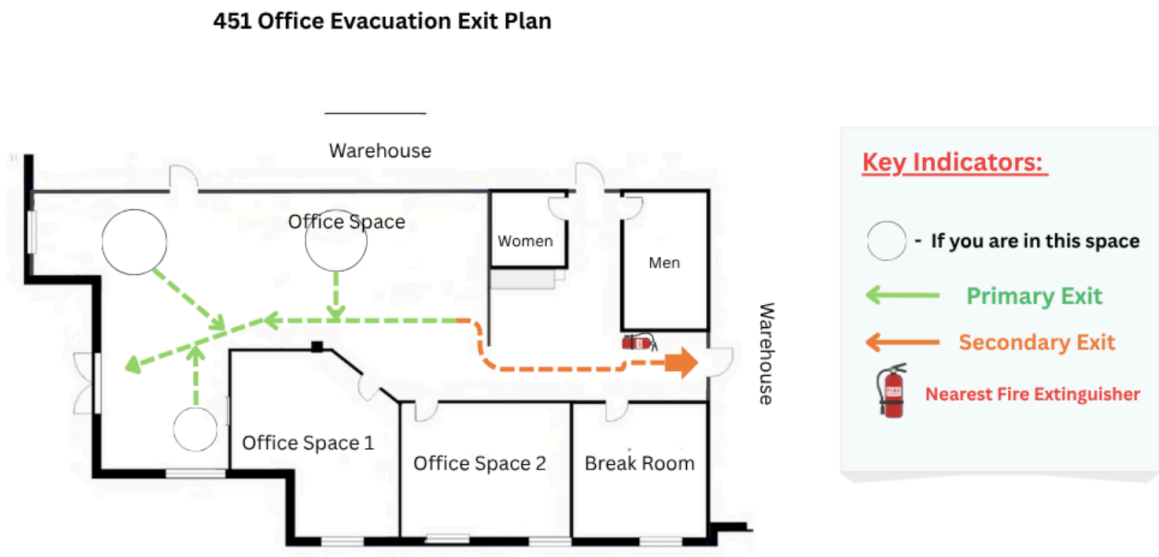 451 Office Evacuation Exit Plan
Warehouse
Office Space
Women
Men
Warehouse
Office Space 1
Office Space 2
Break Room
Key Indicators:
- If you are in this space
Primary Exit
Secondary Exit
Nearest Fire Extinguisher